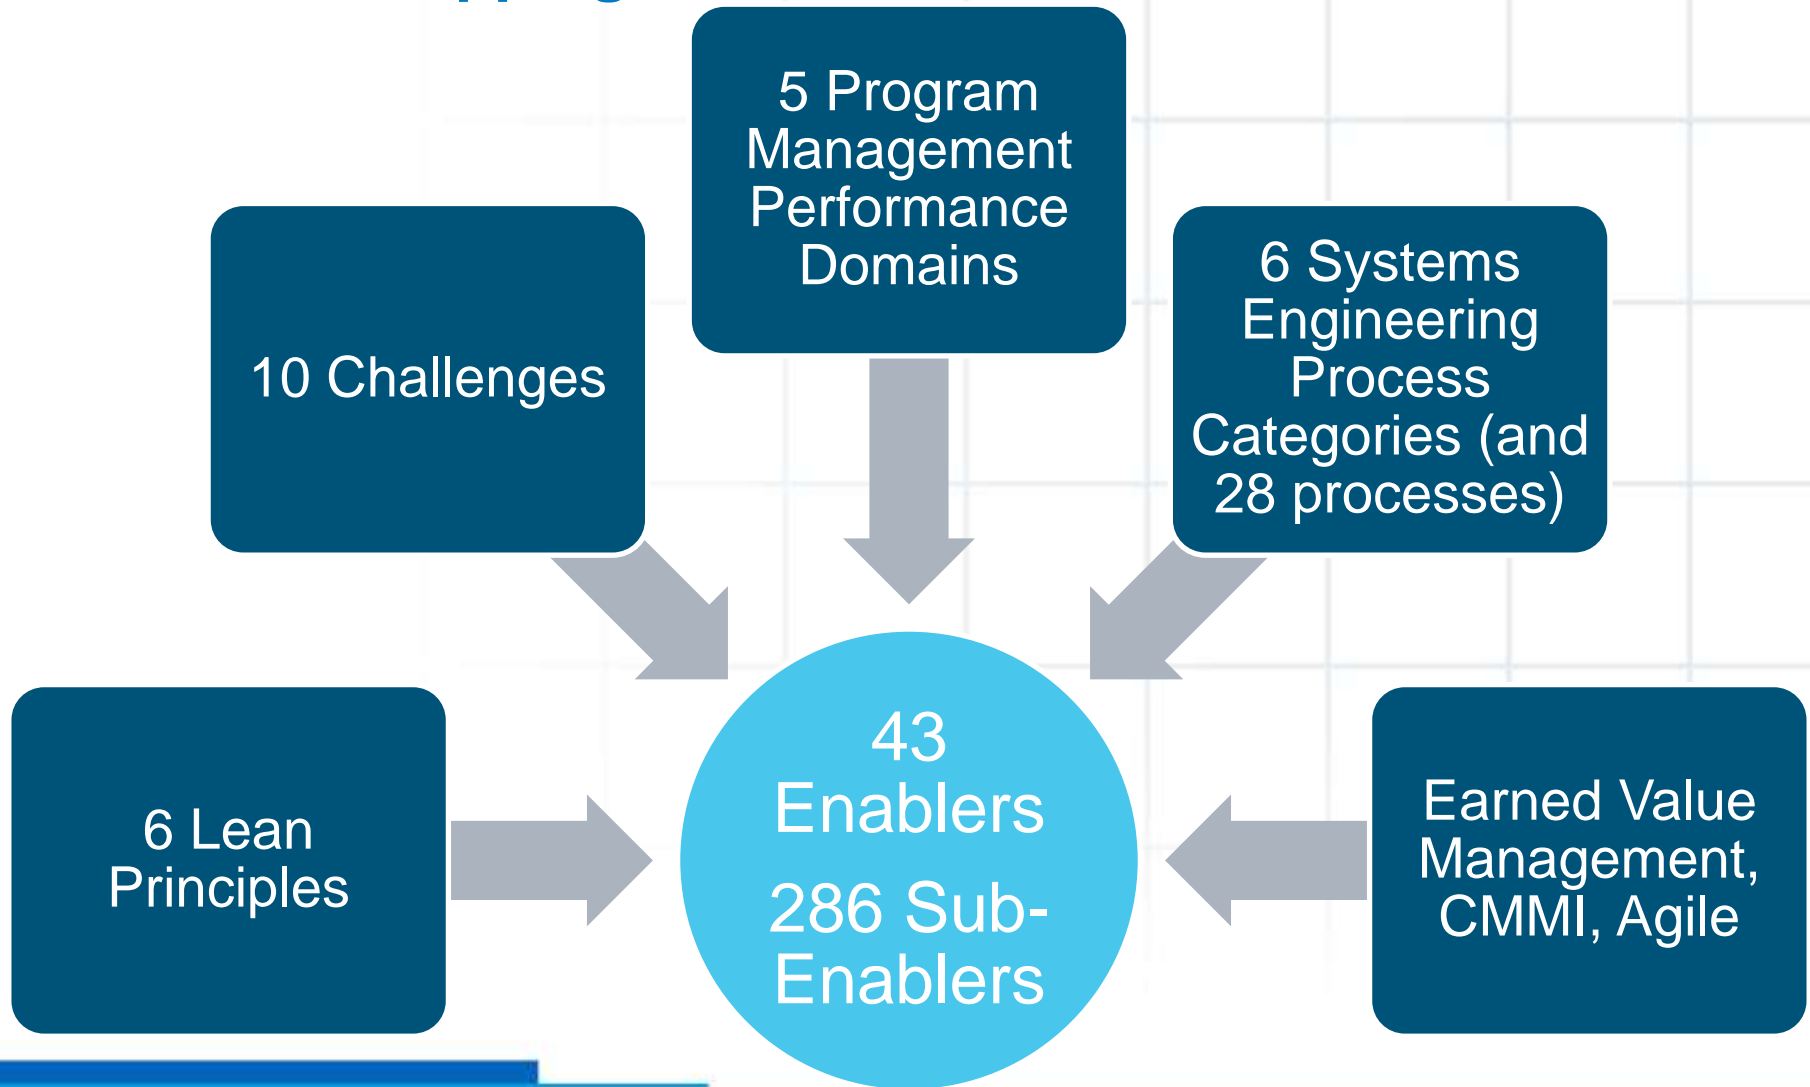 5 Program
Management
Performance
Domains
10 Challenges
6 Systems
Engineering
Process
Categories (and
28 processes)
6 Lean
Principles
43
Enablers
286 Sub-
Enablers
Earned Value
Management,
CMMI, Agile